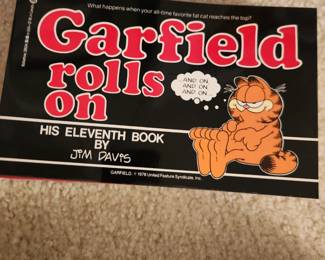 What happens when your all-time favorite fat cat reaches the top?
Garfield
rolls
on
AND ON
AND ON
AND ON
HIS ELEVENTH BOOK
BY
JIM DAVIS
GARFIELD: © 1978 United Feature Syndicate, Inc.